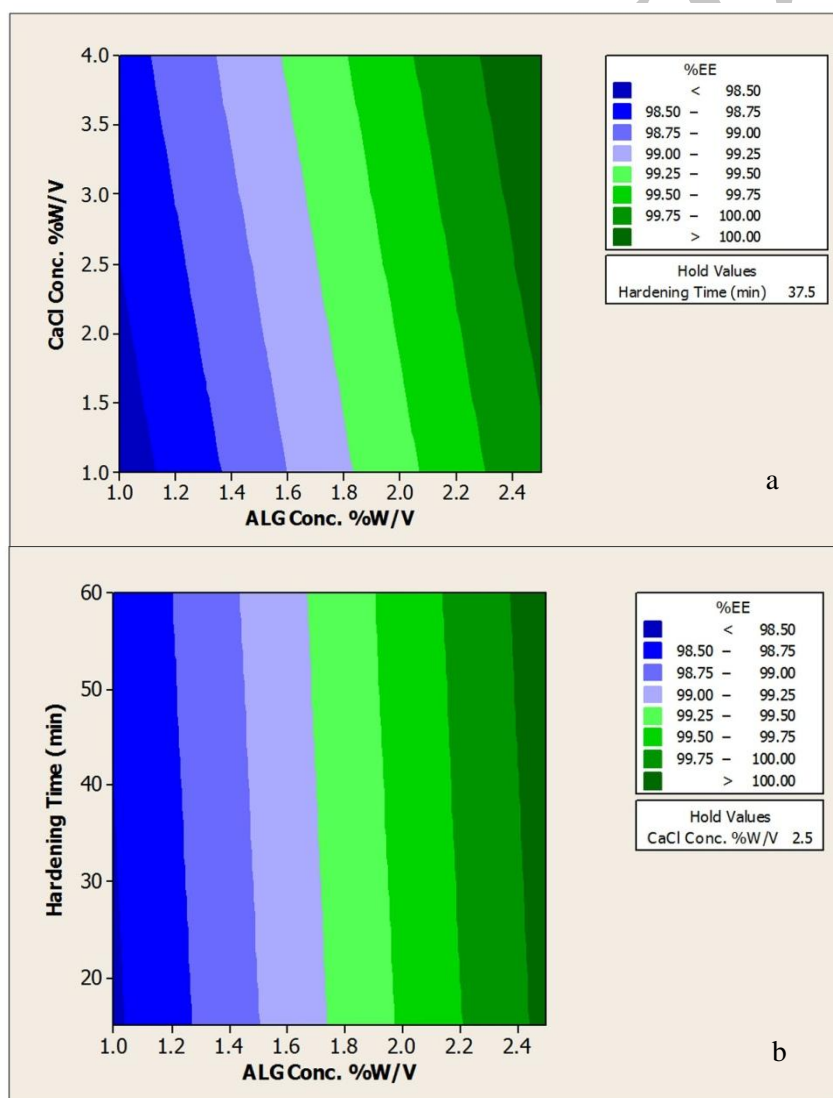 %EE
< 98.50
98.50 – 98.75
98.75 – 99.00
99.00 – 99.25
99.25 – 99.50
99.50 – 99.75
99.75 – 100.00
> 100.00
Hold Values
Hardening Time (min) 37.5
CaCl Conc. %W/V
4.0
3.5
3.0
2.5
2.0
1.5
1.0
1.0 1.2 1.4 1.6 1.8 2.0 2.2 2.4
ALG Conc. %W/V
a
%EE
< 98.50
98.50 – 98.75
98.75 – 99.00
99.00 – 99.25
99.25 – 99.50
99.50 – 99.75
99.75 – 100.00
> 100.00
Hold Values
CaCl Conc. %W/V 2.5
Hardening Time (min)
60
50
40
30
20
1.0 1.2 1.4 1.6 1.8 2.0 2.2 2.4
ALG Conc. %W/V
b